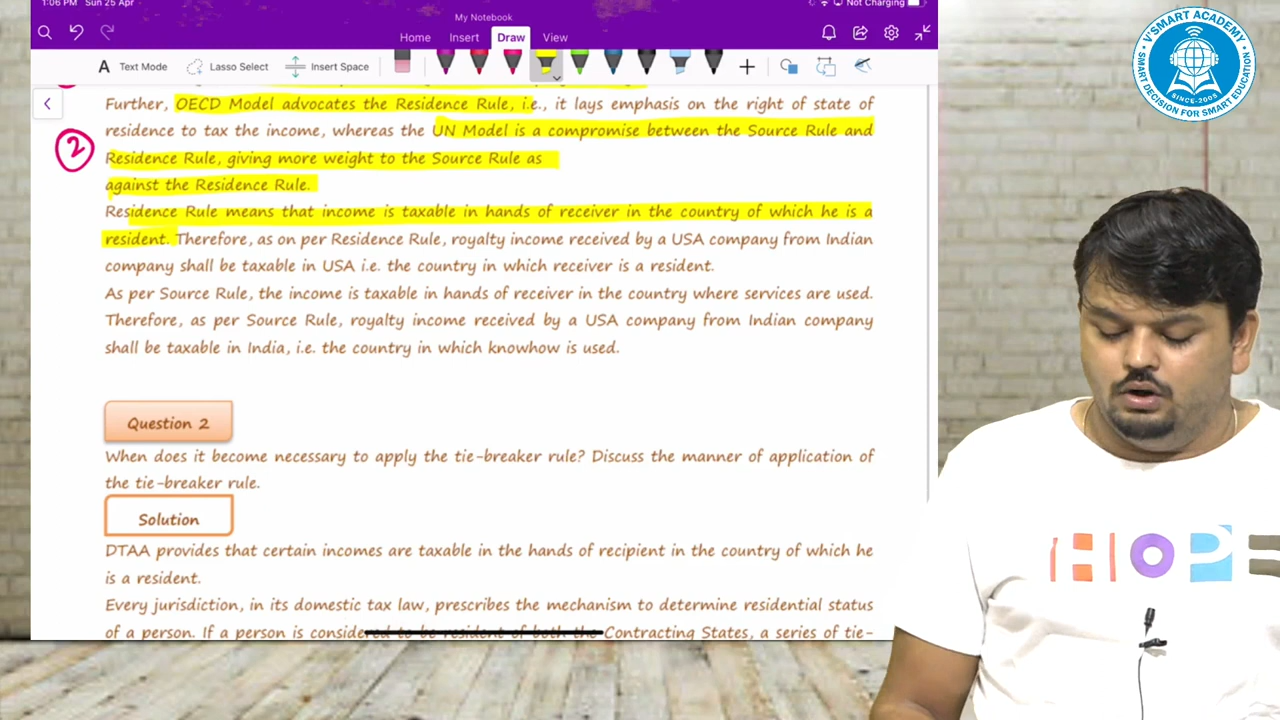 1:06 PM Sun 25 Apr
Not Charging
My Notebook
Home Insert Draw View
A Text Mode Lasso Select Insert Space
Further, OECD Model advocates the Residence Rule, i.e., it lays emphasis on the right of state of
residence to tax the income, whereas the UN Model is a compromise between the Source Rule and
2
Residence Rule, giving more weight to the Source Rule as
against the Residence Rule.
Residence Rule means that income is taxable in hands of receiver in the country of which he is a
resident. Therefore, as on per Residence Rule, royalty income received by a USA company from Indian
company shall be taxable in USA i.e. the country in which receiver is a resident.
As per Source Rule, the income is taxable in hands of receiver in the country where services are used.
Therefore, as per Source Rule, royalty income received by a USA company from Indian company
shall be taxable in India, i.e. the country in which knowhow is used.
Question 2
When does it become necessary to apply the tie-breaker rule? Discuss the manner of application of
the tie-breaker rule.
Solution
DTAA provides that certain incomes are taxable in the hands of recipient in the country of which he
is a resident.
Every jurisdiction, in its domestic tax law, prescribes the mechanism to determine residential status
of a person. If a person is considered to be resident of both the Contracting States, a series of tie-
V'SMART ACADEMY
SINCE-2008
SMART DECISION FOR SMART EDUCATION
HOPE